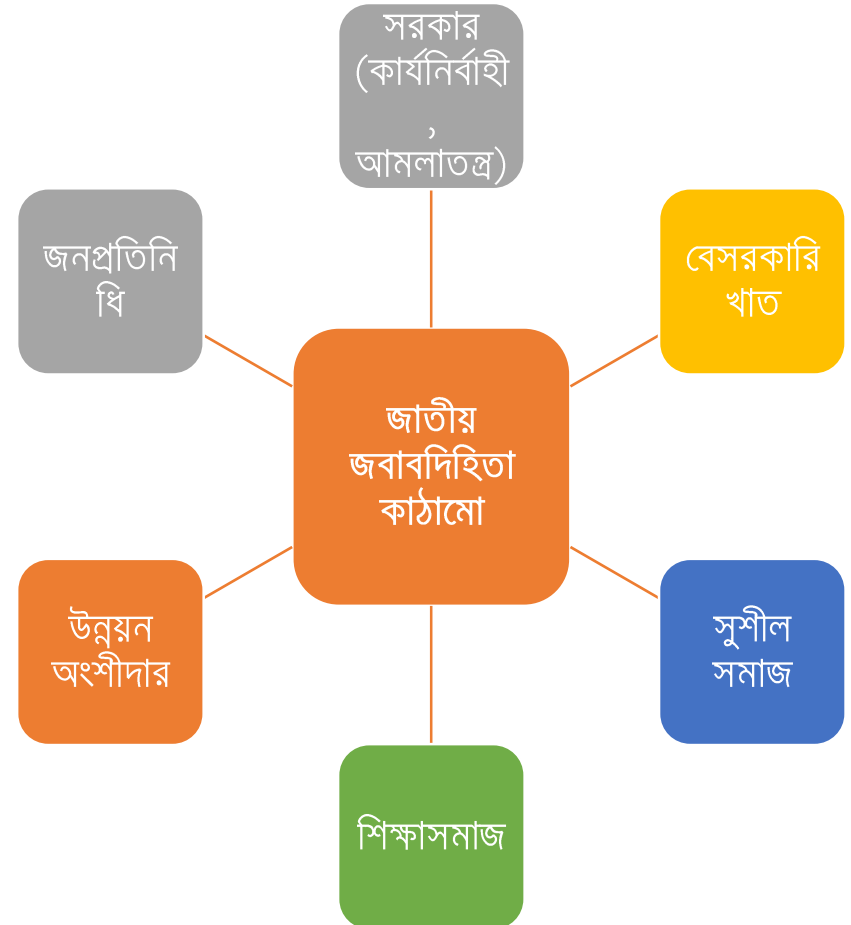 সরকার
(কার্যনির্বাহী
,
আমলাতন্ত্র)
জনপ্রতিনি
ধি
বেসরকারি
খাত
জাতীয়
জবাবদিহিতা
কাঠামো
উন্নয়ন
অংশীদার
সুশীল
সমাজ
শিক্ষাসমাজ